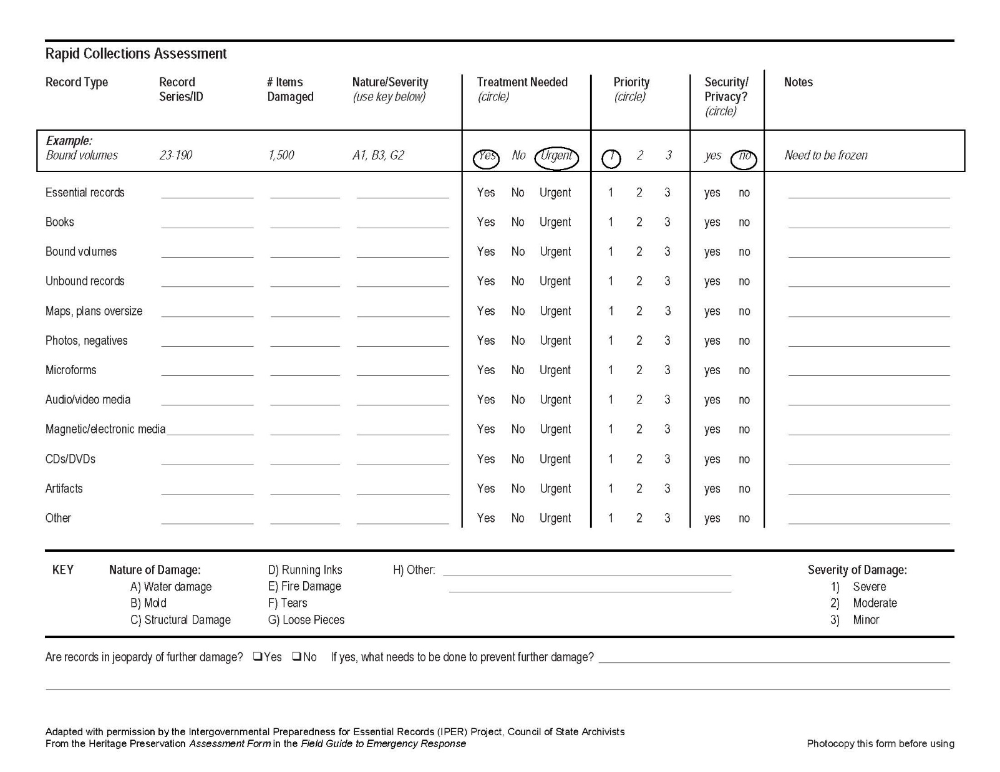 Rapid Collections Assessment
Record Type Record Series/ID # Items Damaged Nature/Severity (use key below) Treatment Needed (circle) Priority (circle) Security/ Privacy? (circle) Notes
Example:
Bound volumes 23-190 1,500 A1, B3, G2 Yes No Urgent 1 2 3 yes no Need to be frozen
Essential records Yes No Urgent 1 2 3 yes no
Books Yes No Urgent 1 2 3 yes no
Bound volumes Yes No Urgent 1 2 3 yes no
Unbound records Yes No Urgent 1 2 3 yes no
Maps, plans oversize Yes No Urgent 1 2 3 yes no
Photos, negatives Yes No Urgent 1 2 3 yes no
Microforms Yes No Urgent 1 2 3 yes no
Audio/video media Yes No Urgent 1 2 3 yes no
Magnetic/electronic media Yes No Urgent 1 2 3 yes no
CDs/DVDs Yes No Urgent 1 2 3 yes no
Artifacts Yes No Urgent 1 2 3 yes no
Other Yes No Urgent 1 2 3 yes no
KEY Nature of Damage: D) Running Inks H) Other: Severity of Damage:
A) Water damage E) Fire Damage 1) Severe
B) Mold F) Tears 2) Moderate
C) Structural Damage G) Loose Pieces 3) Minor
Are records in jeopardy of further damage? ❑Yes ❑No If yes, what needs to be done to prevent further damage?
Adapted with permission by the Intergovernmental Preparedness for Essential Records (IPER) Project, Council of State Archivists
From the Heritage Preservation Assessment Form in the Field Guide to Emergency Response Photocopy this form before using